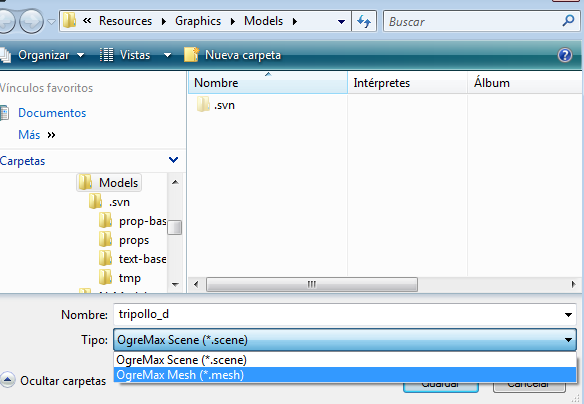 « Resources ▸ Graphics ▸ Models ▸
Buscar
Organizar
Vistas
Nueva carpeta
Vínculos favoritos
Documentos
Más »
Carpetas
Models
.svn
prop-bas
props
text-base
tmp
Nombre
Intérpretes
Álbum
.svn
Nombre: tripollo_d
Tipo: OgreMax Scene (*.scene)
OgreMax Scene (*.scene)
OgreMax Mesh (*.mesh)
Ocultar carpetas
Guardar
Cancelar